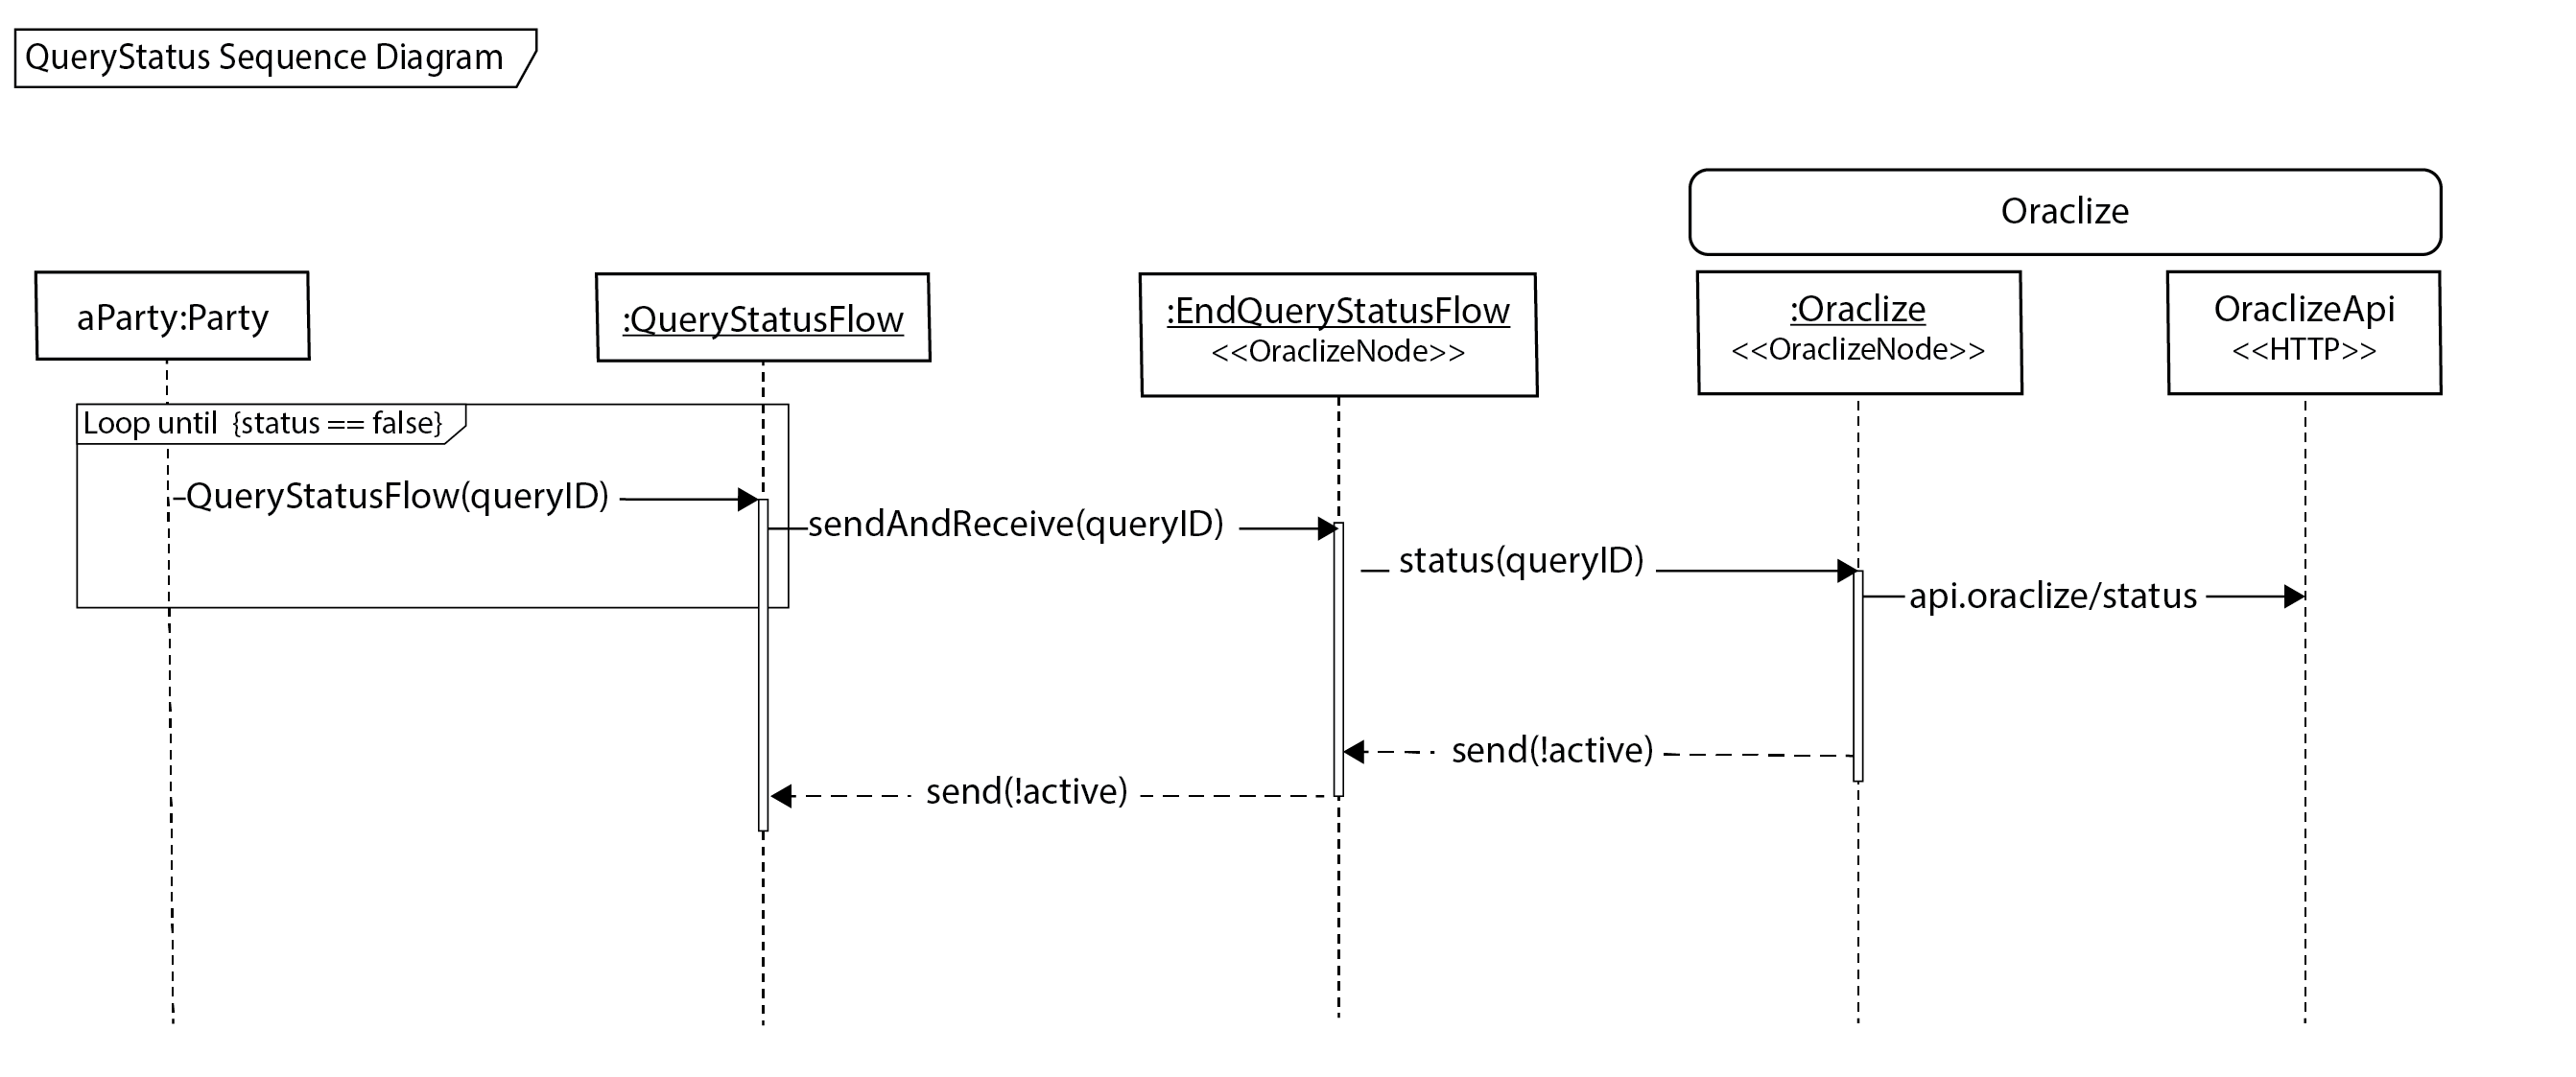 QueryStatus Sequence Diagram
Oraclize
aParty:Party
:QueryStatusFlow
:EndQueryStatusFlow
<<OraclizeNode>>
:Oraclize
<<OraclizeNode>>
OraclizeApi
<<HTTP>>
Loop until {status == false}
QueryStatusFlow(queryID)
sendAndReceive(queryID)
status(queryID)
api.oraclize/status
send(!active)
send(!active)